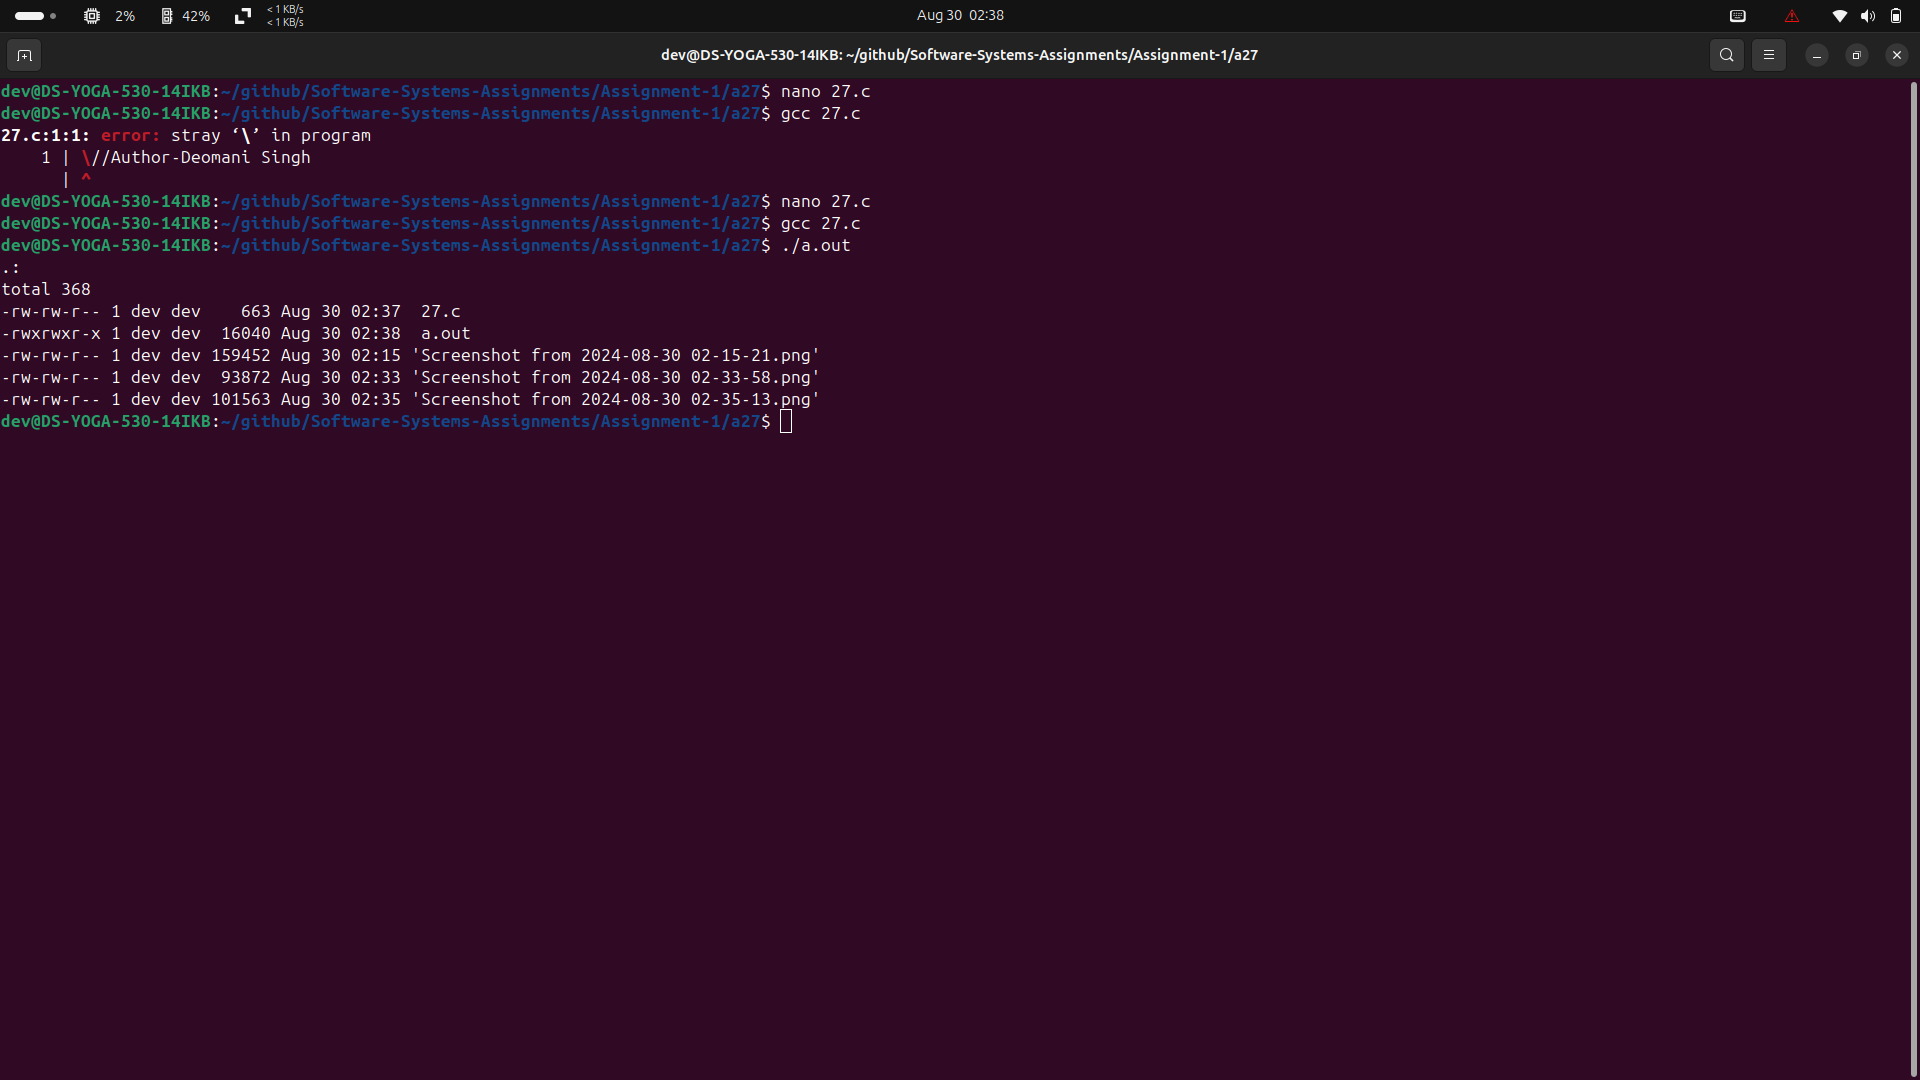 2% 42% < 1 KB/s
< 1 KB/s
Aug 30 02:38
dev@DS-YOGA-530-14IKB: ~/github/Software-Systems-Assignments/Assignment-1/a27
dev@DS-YOGA-530-14IKB:~/github/Software-Systems-Assignments/Assignment-1/a27$ nano 27.c
dev@DS-YOGA-530-14IKB:~/github/Software-Systems-Assignments/Assignment-1/a27$ gcc 27.c
27.c:1:1: error: stray ‘\’ in program
    1 | \//Author-Deomani Singh
      | ^
dev@DS-YOGA-530-14IKB:~/github/Software-Systems-Assignments/Assignment-1/a27$ nano 27.c
dev@DS-YOGA-530-14IKB:~/github/Software-Systems-Assignments/Assignment-1/a27$ gcc 27.c
dev@DS-YOGA-530-14IKB:~/github/Software-Systems-Assignments/Assignment-1/a27$ ./a.out
.:
total 368
-rw-rw-r-- 1 dev dev    663 Aug 30 02:37  27.c
-rwxrwxr-x 1 dev dev  16040 Aug 30 02:38  a.out
-rw-rw-r-- 1 dev dev 159452 Aug 30 02:15 'Screenshot from 2024-08-30 02-15-21.png'
-rw-rw-r-- 1 dev dev  93872 Aug 30 02:33 'Screenshot from 2024-08-30 02-33-58.png'
-rw-rw-r-- 1 dev dev 101563 Aug 30 02:35 'Screenshot from 2024-08-30 02-35-13.png'
dev@DS-YOGA-530-14IKB:~/github/Software-Systems-Assignments/Assignment-1/a27$